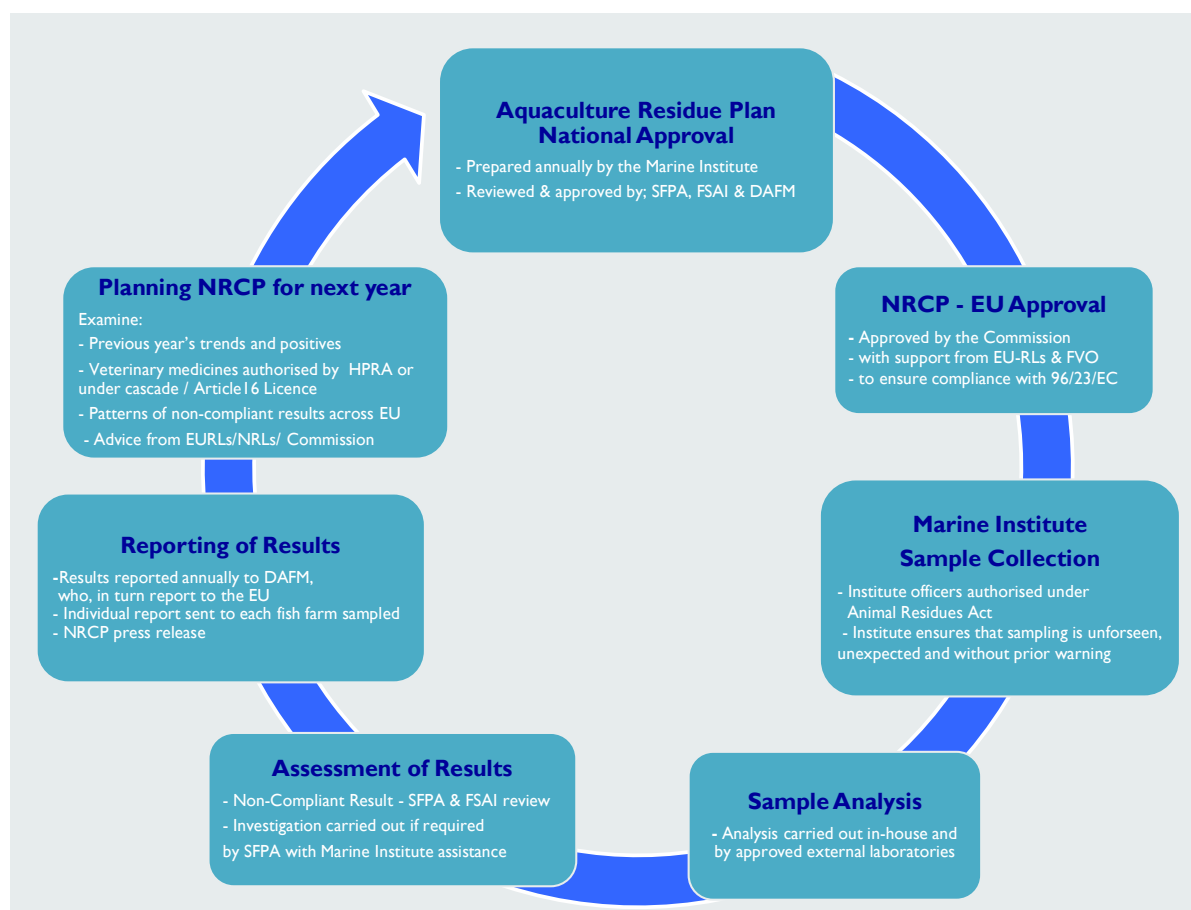 Aquaculture Residue Plan
National Approval
- Prepared annually by the Marine Institute
- Reviewed & approved by; SFPA, FSAI & DAFM
NRCP - EU Approval
- Approved by the Commission
- with support from EU-RLs & FVO
- to ensure compliance with 96/23/EC
Marine Institute
Sample Collection
- Institute officers authorised under
Animal Residues Act
- Institute ensures that sampling is unforseen,
unexpected and without prior warning
Sample Analysis
- Analysis carried out in-house and
by approved external laboratories
Assessment of Results
- Non-Compliant Result - SFPA & FSAI review
- Investigation carried out if required
by SFPA with Marine Institute assistance
Reporting of Results
-Results reported annually to DAFM,
who, in turn report to the EU
- Individual report sent to each fish farm sampled
- NRCP press release
Planning NRCP for next year
Examine:
- Previous year's trends and positives
- Veterinary medicines authorised by HPRA or
under cascade / Article16 Licence
- Patterns of non-compliant results across EU
- Advice from EURLs/NRLs/ Commission